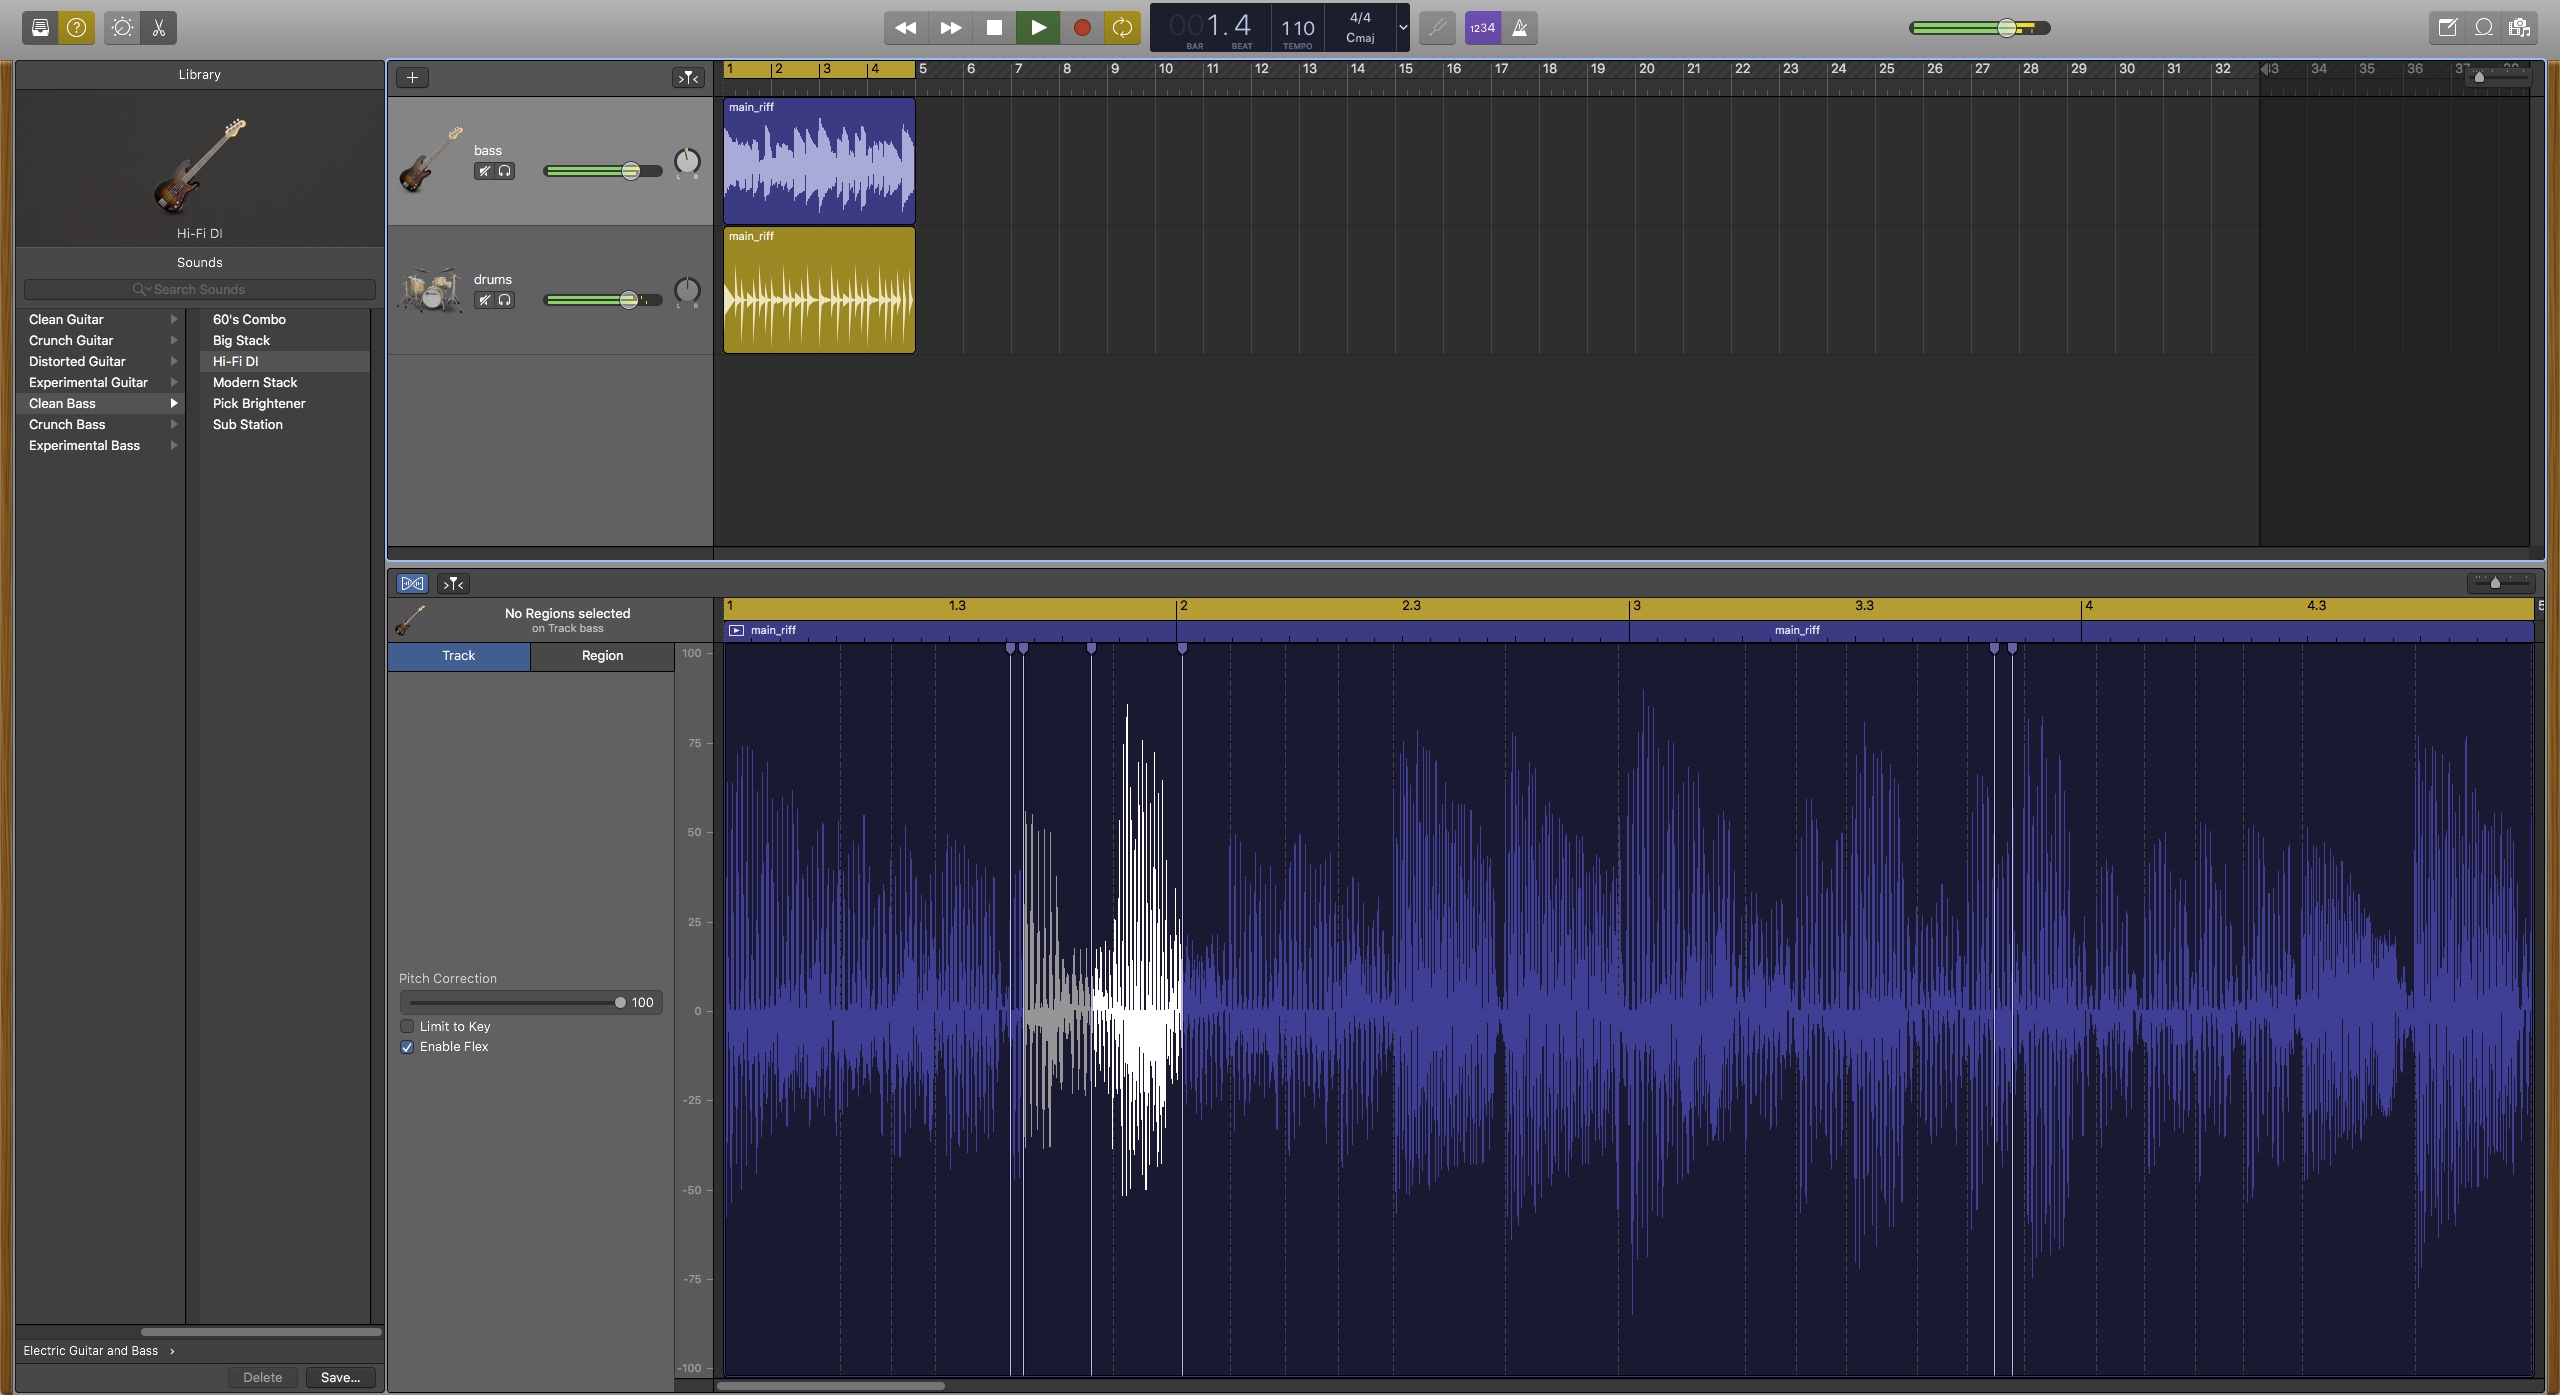 001.4
BAR BEAT
110
TEMPO
4/4
Cmaj
1234
Library
Hi-Fi DI
Sounds
Search Sounds
Clean Guitar
Crunch Guitar
Distorted Guitar
Experimental Guitar
Clean Bass
Crunch Bass
Experimental Bass
60's Combo
Big Stack
Hi-Fi DI
Modern Stack
Pick Brightener
Sub Station
Electric Guitar and Bass
Delete Save...
1 2 3 4 5 6 7 8 9 10 11 12 13 14 15 16 17 18 19 20 21 22 23 24 25 26 27 28 29 30 31 32 33 34 35 36 37
bass
L R
main_riff
drums
L R
main_riff
No Regions selected
on Track bass
1 1.3 2 2.3 3 3.3 4 4.3 5
main_riff main_riff
Track Region
Pitch Correction
100
Limit to Key
Enable Flex
100
75
50
25
0
-25
-50
-75
-100